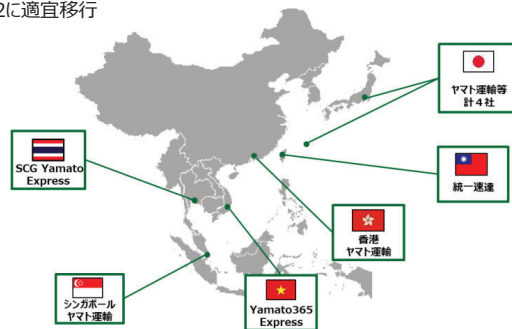 2に適宜移行
ヤマト運輸等
計4社
SCG Yamato
Express
統一速達
香港
ヤマト運輸
シンガポール
ヤマト運輸
Yamato365
Express